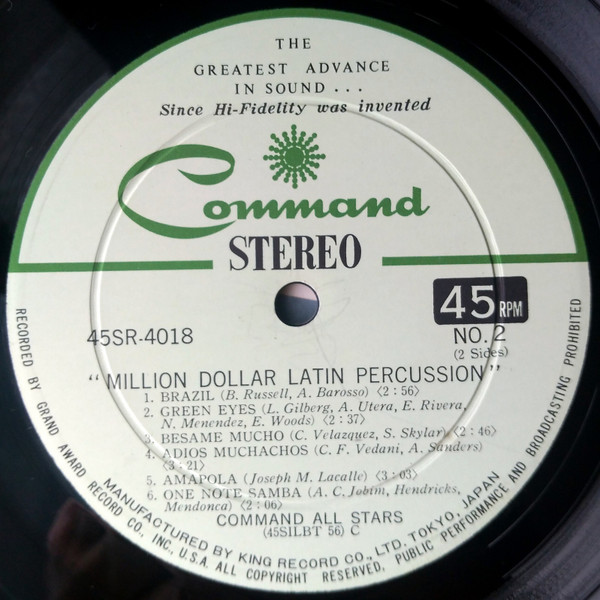 THE
GREATEST ADVANCE
IN SOUND...
Since Hi-Fidelity was invented
Command
STEREO
45 RPM
45SR-4018
NO. 2
(2 Sides)
"MILLION DOLLAR LATIN PERCUSSION"
1. BRAZIL (B. Russell, A. Barosso) <2:56>
2. GREEN EYES (L. Gilberg, A. Utera, E. Rivera,
N. Menendez, E. Woods) <2:37>
3. BESAME MUCHO (C. Velazquez, S. Skylar) <2:46>
4. ADIOS MUCHACHOS (C. F. Vedani, A. Sanders)
<3:21>
5. AMAPOLA (Joseph M. Lacalle) <3:03>
6. ONE NOTE SAMBA (A. C. Jobim, Hendricks,
Mendonca) <2:06>
COMMAND ALL STARS
(45SILBT 56) C
MANUFACTURED BY KING RECORD CO., LTD. TOKYO, JAPAN
RECORDED BY GRAND AWARD RECORD CO., INC., U.S.A. ALL COPYRIGHT RESERVED, PUBLIC PERFORMANCE AND BROADCASTING PROHIBITED